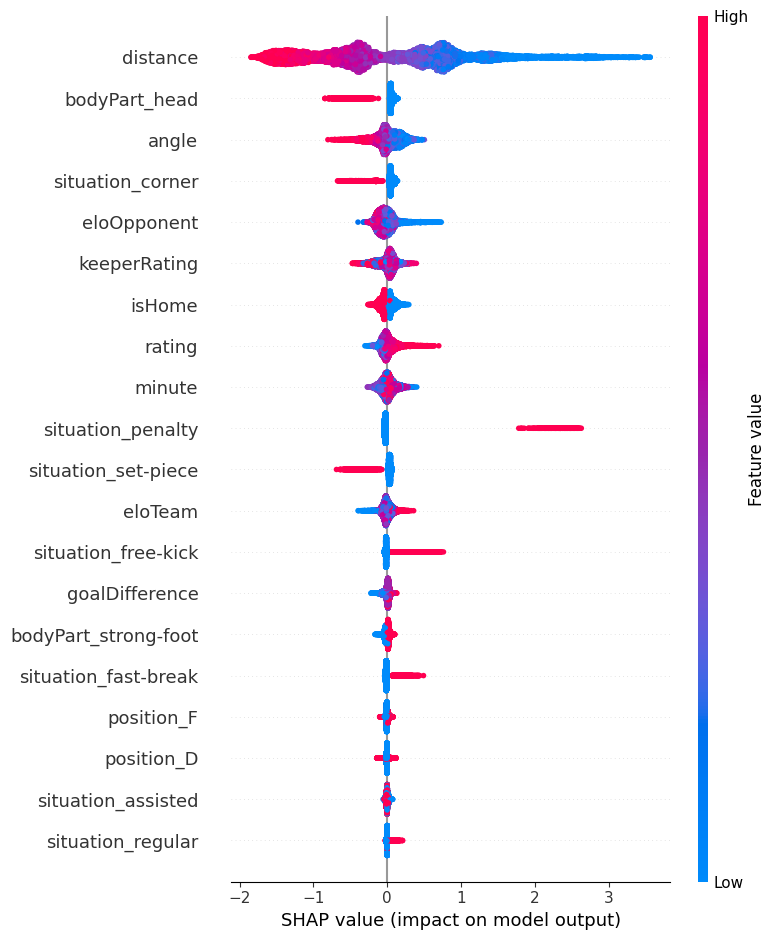 High
distance
bodyPart_head
angle
situation_corner
eloOpponent
keeperRating
isHome
rating
minute
situation_penalty
situation_set-piece
eloTeam
situation_free-kick
goalDifference
bodyPart_strong-foot
situation_fast-break
position_F
position_D
situation_assisted
situation_regular
Feature value
Low
−2 −1 0 1 2 3
SHAP value (impact on model output)